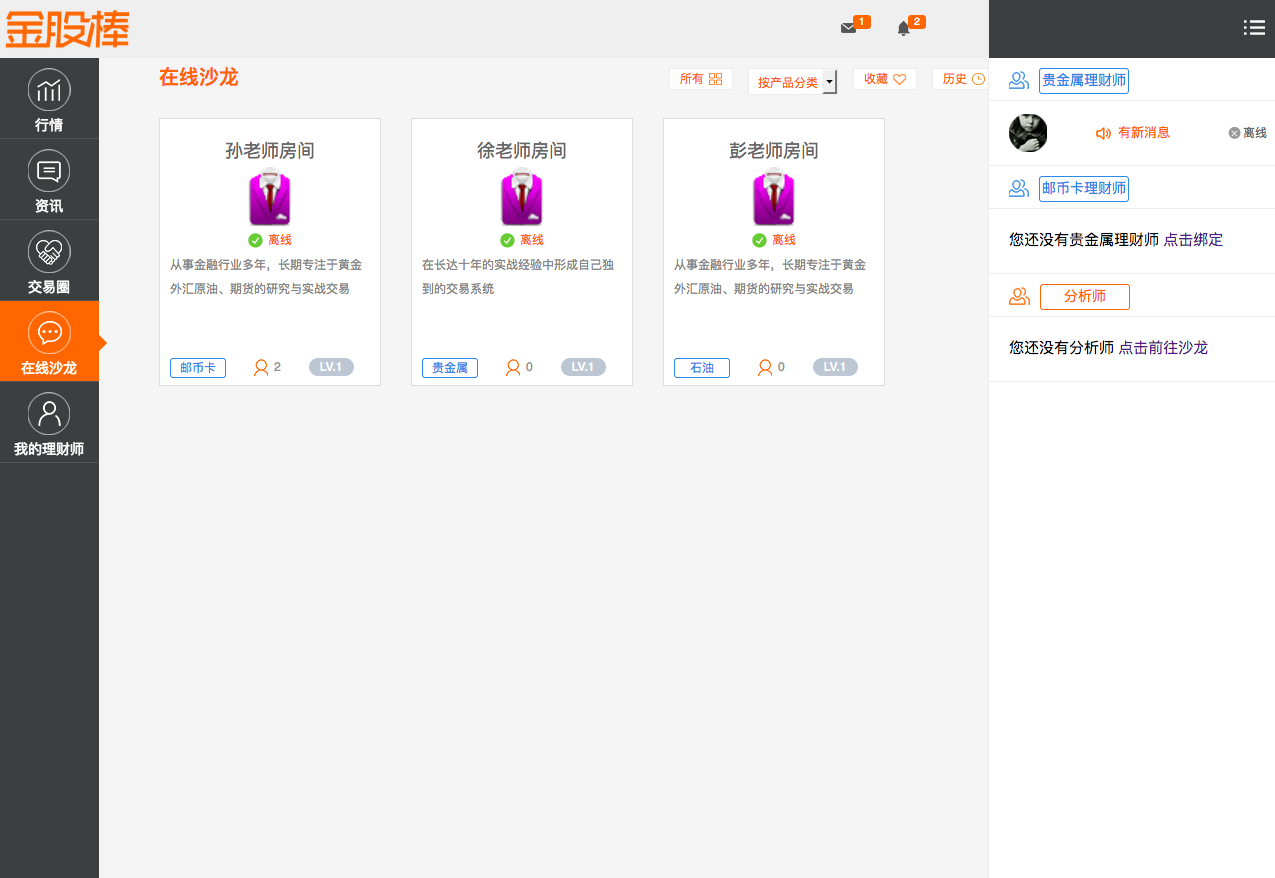 金股棒
1
2
行情
资讯
交易圈
在线沙龙
我的理财师
在线沙龙
所有
按产品分类
收藏
历史
孙老师房间
离线
从事金融行业多年，长期专注于黄金
外汇原油、期货的研究与实战交易
邮币卡
2
LV.1
徐老师房间
离线
在长达十年的实战经验中形成自己独
到的交易系统
贵金属
0
LV.1
彭老师房间
离线
从事金融行业多年，长期专注于黄金
外汇原油、期货的研究与实战交易
石油
0
LV.1
贵金属理财师
有新消息
离线
邮币卡理财师
您还没有贵金属理财师 点击绑定
分析师
您还没有分析师 点击前往沙龙